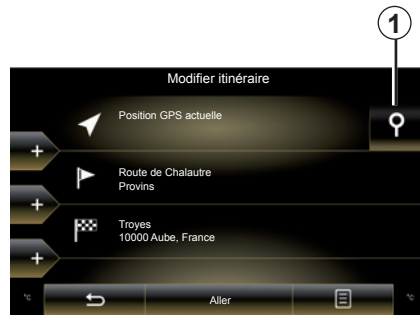 1
Modifier itinéraire
Position GPS actuelle
+
Route de Chalautre
Provins
+
Troyes
10000 Aube, France
+
°C
Aller
°C